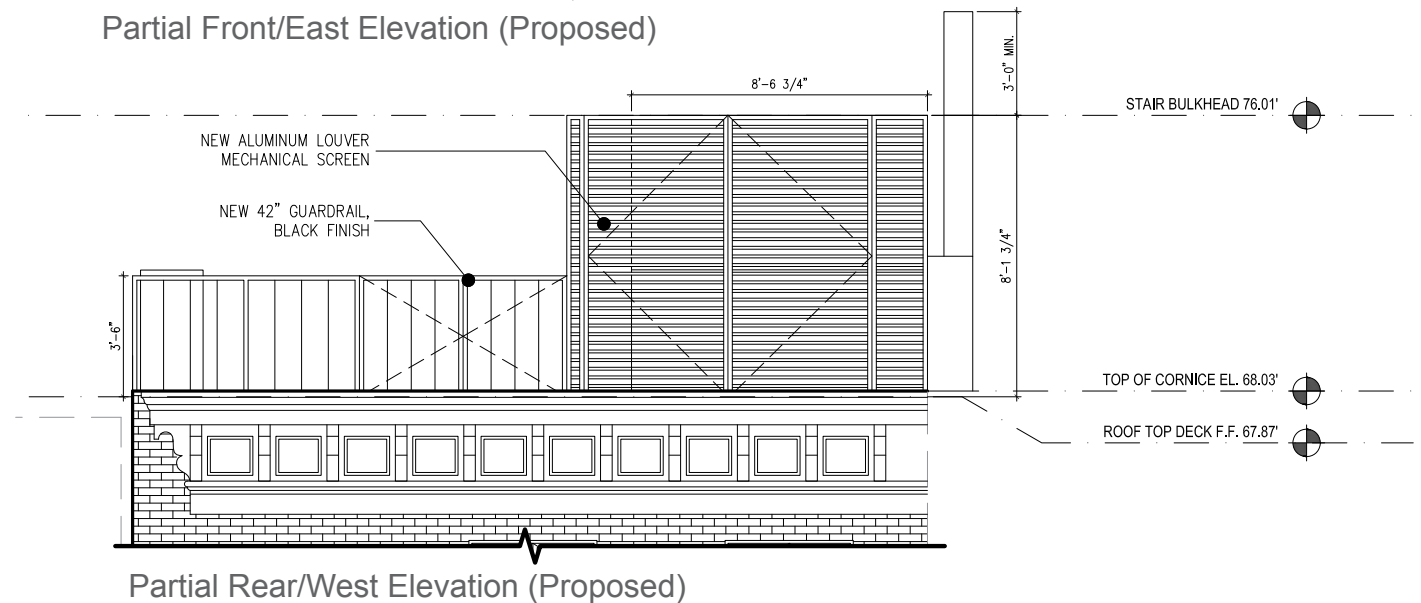 Partial Front/East Elevation (Proposed)
8'-6 3/4"
3'-0" MIN.
STAIR BULKHEAD 76.01'
NEW ALUMINUM LOUVER
MECHANICAL SCREEN
NEW 42" GUARDRAIL,
BLACK FINISH
8'-1 3/4"
3'-6"
TOP OF CORNICE EL. 68.03'
ROOF TOP DECK F.F. 67.87'
Partial Rear/West Elevation (Proposed)